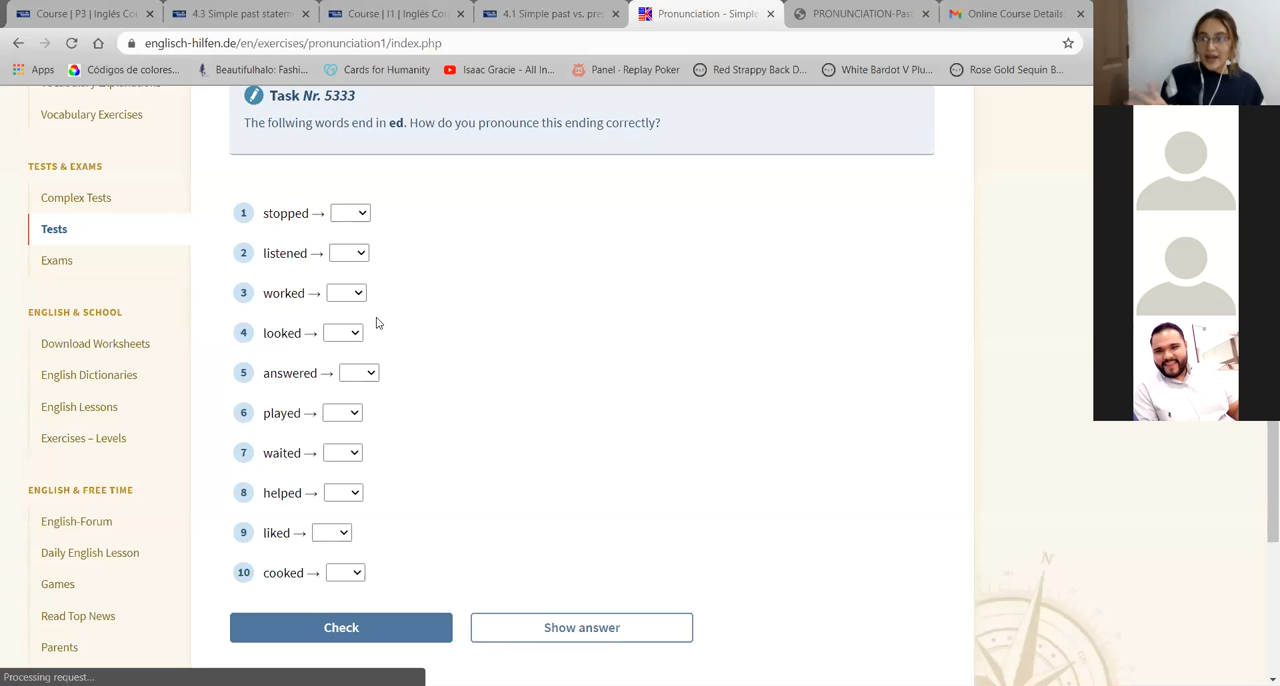 Course | P3 | Inglés Co
4.3 Simple past statem
Course | I1 | Inglés Cor
4.1 Simple past vs. pre
Pronunciation - Simple
PRONUNCIATION-Pas
Online Course Details:
englisch-hilfen.de/en/exercises/pronunciation1/index.php
Apps
Códigos de colores...
Beautifulhalo: Fashi...
Cards for Humanity
Isaac Gracie - All In...
Panel · Replay Poker
Red Strappy Back D...
White Bardot V Plu...
Rose Gold Sequin B...
Vocabulary Explanations
Vocabulary Exercises
TESTS & EXAMS
Complex Tests
Tests
Exams
ENGLISH & SCHOOL
Download Worksheets
English Dictionaries
English Lessons
Exercises – Levels
ENGLISH & FREE TIME
English-Forum
Daily English Lesson
Games
Read Top News
Parents
Task Nr. 5333
The follwing words end in ed. How do you pronounce this ending correctly?
1 stopped →
2 listened →
3 worked →
4 looked →
5 answered →
6 played →
7 waited →
8 helped →
9 liked →
10 cooked →
Check
Show answer
N
Processing request...